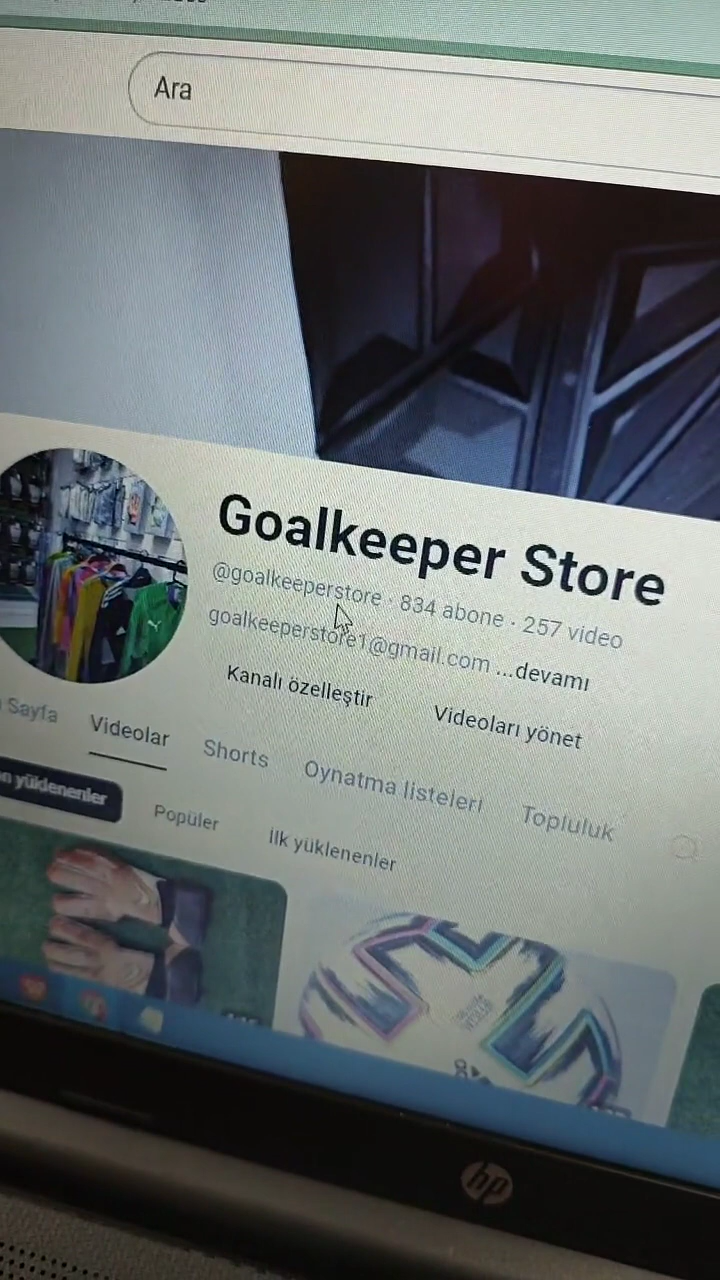 Ara
Goalkeeper Store
@goalkeeperstore · 834 abone · 257 video
goalkeeperstore1@gmail.com ...devamı
Kanalı özelleştir Videoları yönet
Sayfa Videolar Shorts Oynatma listeleri Topluluk
yüklenenler Popüler İlk yüklenenler
hp